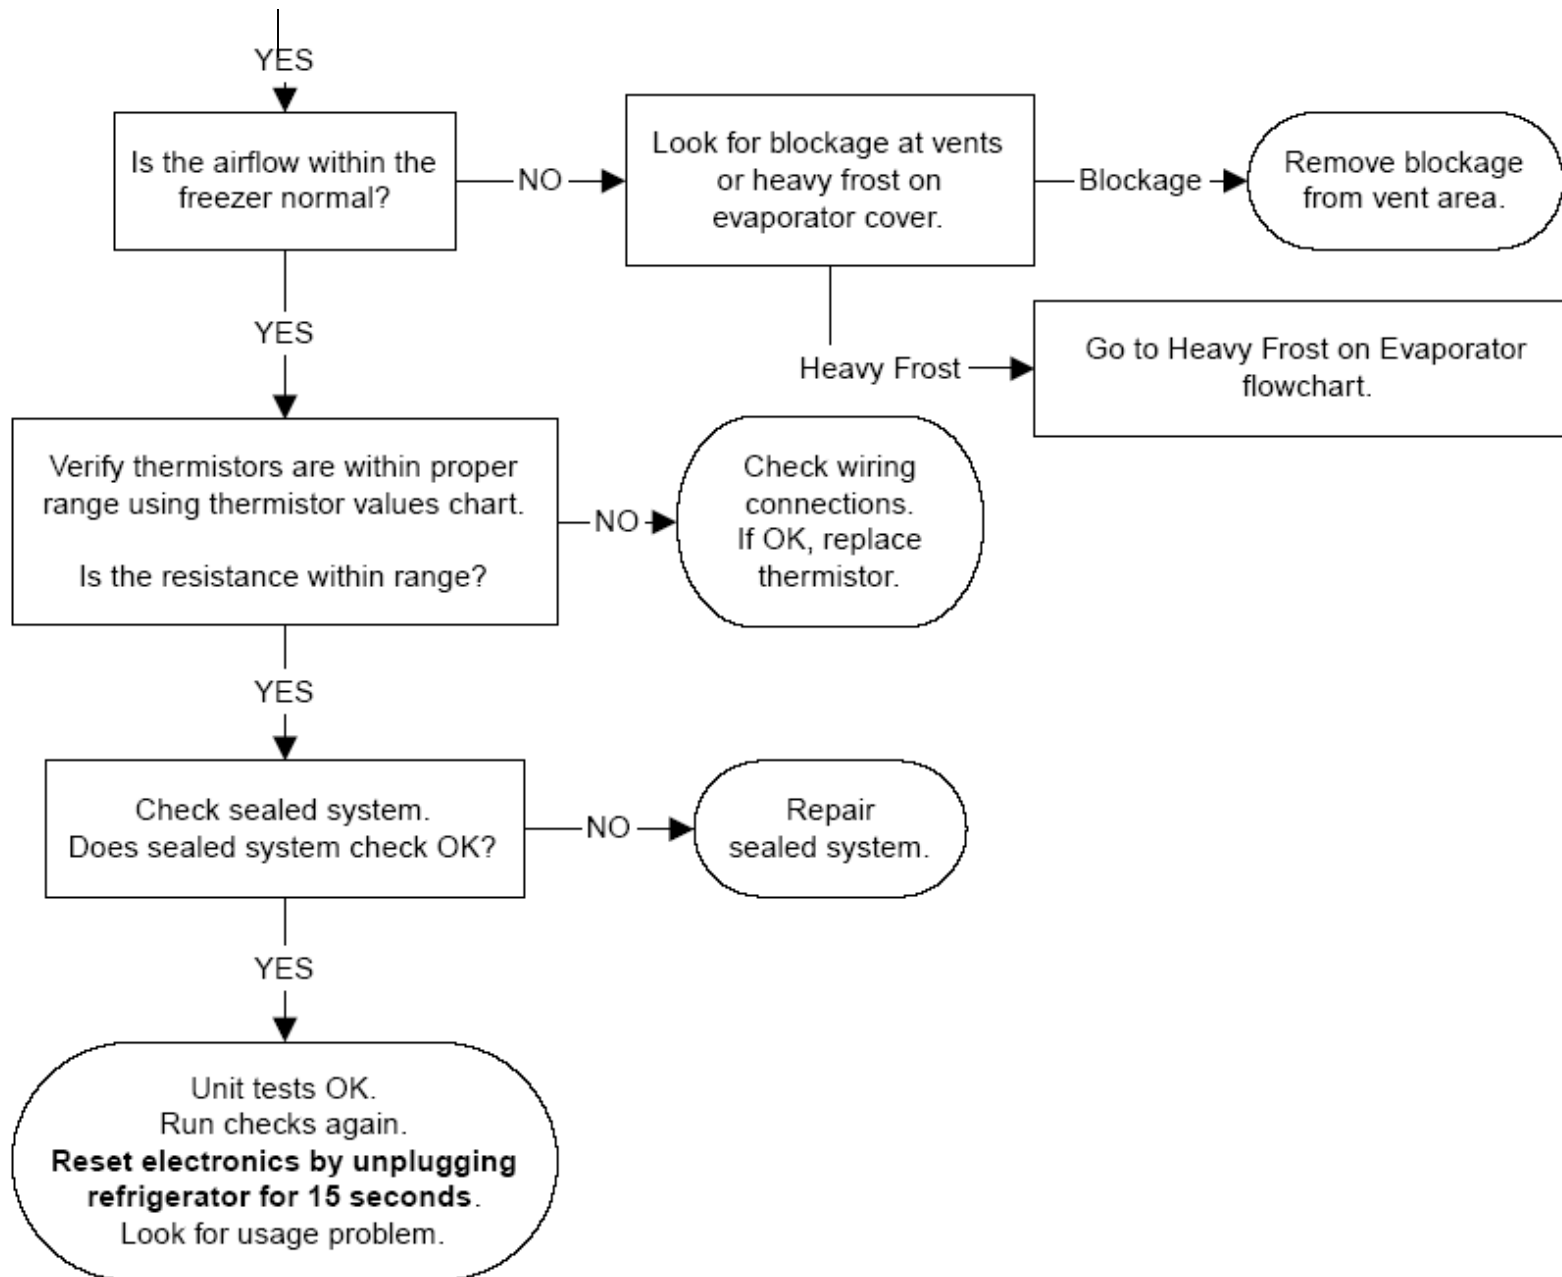 YES
Is the airflow within the
freezer normal?
NO
Look for blockage at vents
or heavy frost on
evaporator cover.
Blockage
Remove blockage
from vent area.
YES
Heavy Frost
Go to Heavy Frost on Evaporator
flowchart.
Verify thermistors are within proper
range using thermistor values chart.
Is the resistance within range?
NO
Check wiring
connections.
If OK, replace
thermistor.
YES
Check sealed system.
Does sealed system check OK?
NO
Repair
sealed system.
YES
Unit tests OK.
Run checks again.
Reset electronics by unplugging
refrigerator for 15 seconds.
Look for usage problem.